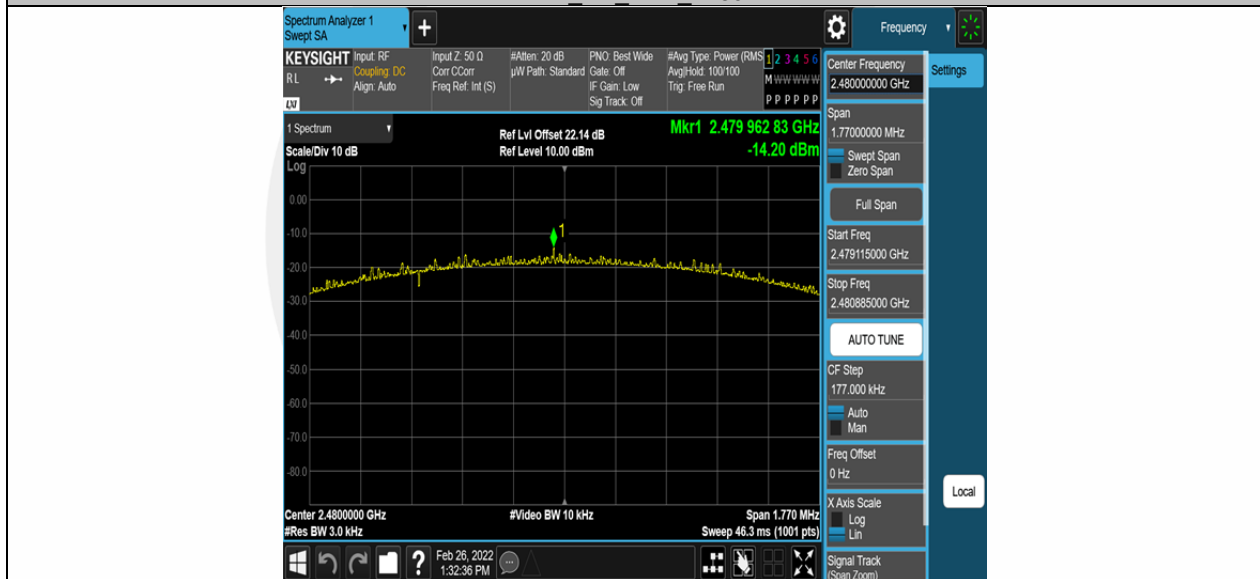 Spectrum Analyzer 1
Swept SA
+
Frequency
KEYSIGHT
RL
LXI
Input: RF
Coupling: DC
Align: Auto
Input Z: 50 Ω
Corr CCorr
Freq Ref: Int (S)
#Atten: 20 dB
µW Path: Standard
PNO: Best Wide
Gate: Off
IF Gain: Low
Sig Track: Off
#Avg Type: Power (RMS
Avg|Hold: 100/100
Trig: Free Run
1 2 3 4 5 6
M W W W W W
P P P P P P
1 Spectrum
Scale/Div 10 dB
Log
Ref Lvl Offset 22.14 dB
Ref Level 10.00 dBm
Mkr1 2.479 962 83 GHz
-14.20 dBm
0.00
-10.0
-20.0
-30.0
-40.0
-50.0
-60.0
-70.0
-80.0
1
Center 2.4800000 GHz
#Res BW 3.0 kHz
#Video BW 10 kHz
Span 1.770 MHz
Sweep 46.3 ms (1001 pts)
?
Feb 26, 2022
1:32:36 PM
Center Frequency
2.480000000 GHz
Settings
Span
1.77000000 MHz
Swept Span
Zero Span
Full Span
Start Freq
2.479115000 GHz
Stop Freq
2.480885000 GHz
AUTO TUNE
CF Step
177.000 kHz
Auto
Man
Freq Offset
0 Hz
X Axis Scale
Log
Lin
Local
Signal Track
(Span Zoom)